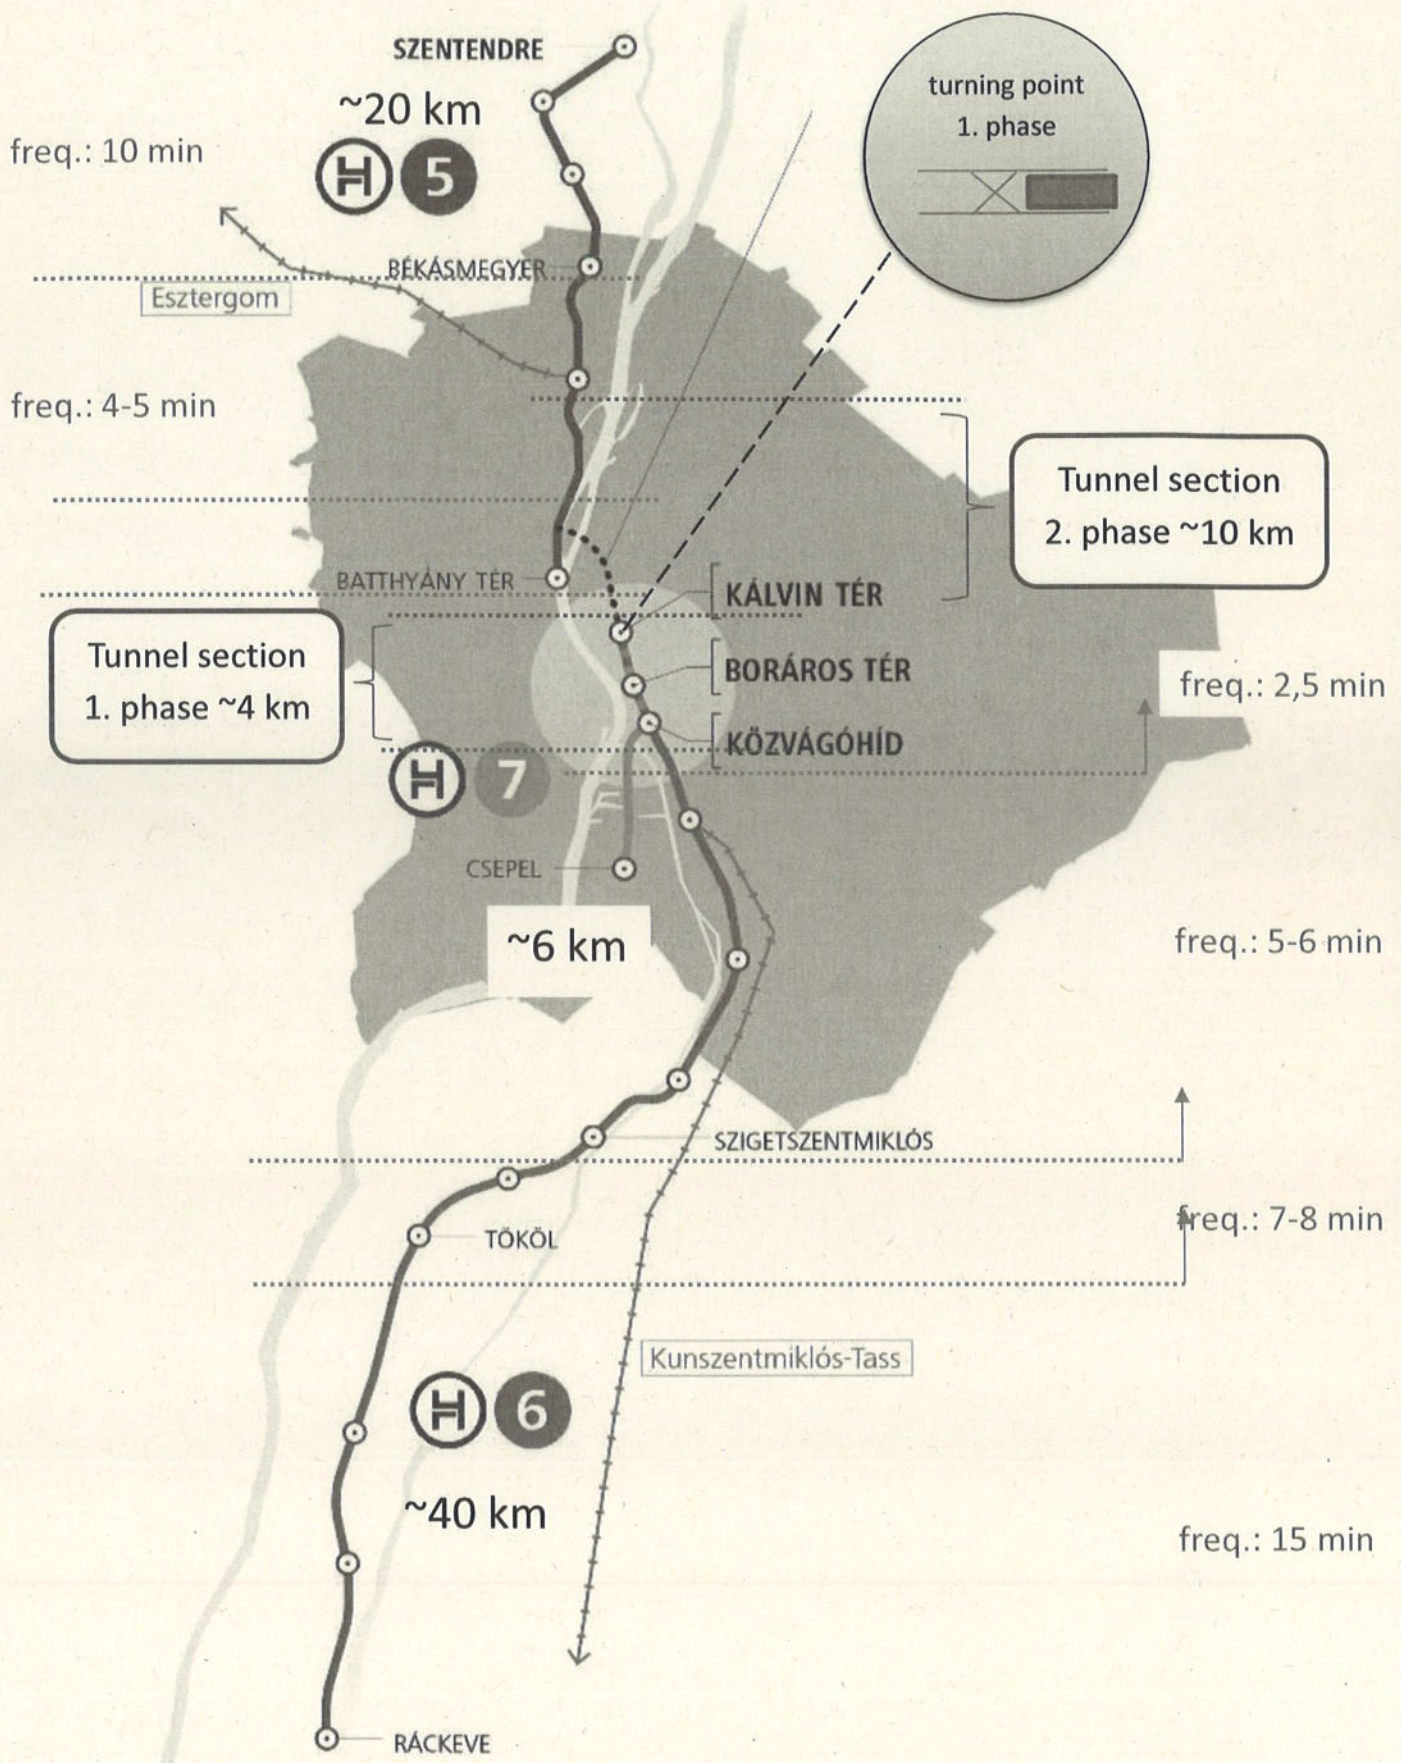 SZENTENDRE
~20 km
freq.: 10 min
H 5
turning point
1. phase
BÉKÁSMEGYER
Esztergom
freq.: 4-5 min
Tunnel section
2. phase ~10 km
BATTHYÁNY TÉR
KÁLVIN TÉR
Tunnel section
1. phase ~4 km
BORÁROS TÉR
freq.: 2,5 min
KÖZVÁGÓHÍD
H 7
CSEPEL
~6 km
freq.: 5-6 min
SZIGETSZENTMIKLÓS
freq.: 7-8 min
TÖKÖL
Kunszentmiklós-Tass
H 6
~40 km
freq.: 15 min
RÁCKEVE